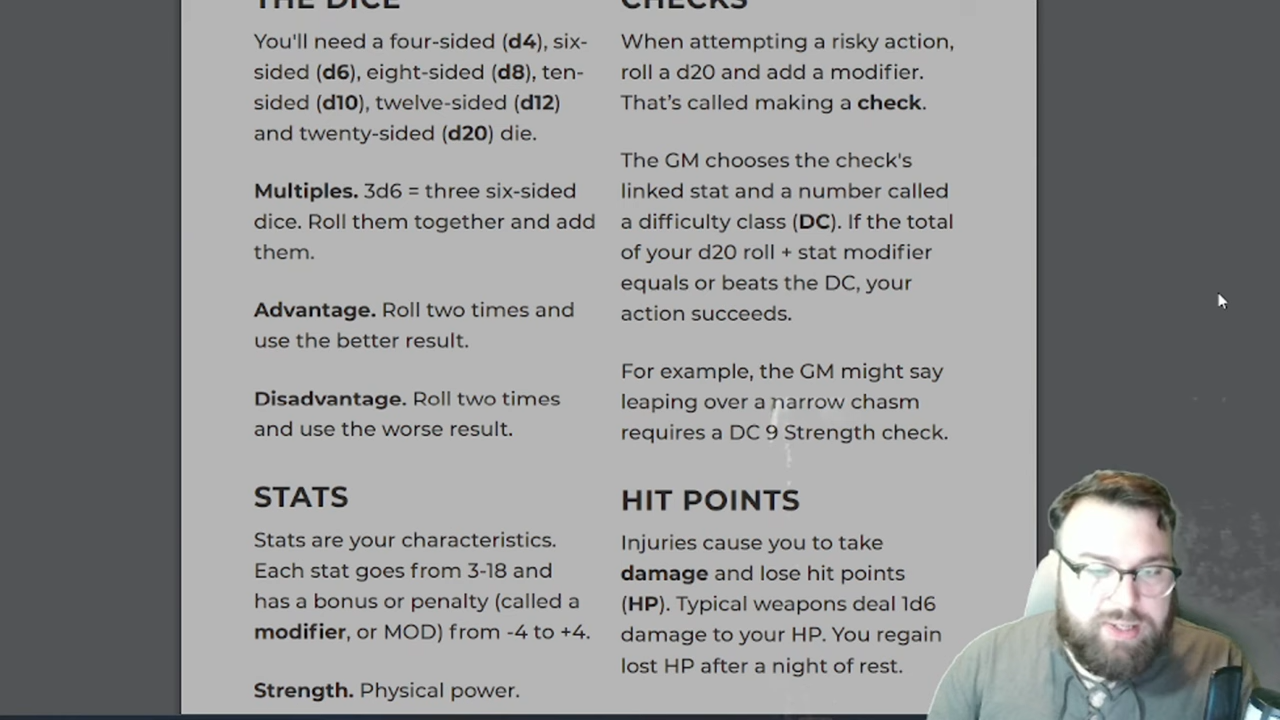 THE DICE
You'll need a four-sided (d4), six-
sided (d6), eight-sided (d8), ten-
sided (d10), twelve-sided (d12)
and twenty-sided (d20) die.
Multiples. 3d6 = three six-sided
dice. Roll them together and add
them.
Advantage. Roll two times and
use the better result.
Disadvantage. Roll two times
and use the worse result.
STATS
Stats are your characteristics.
Each stat goes from 3-18 and
has a bonus or penalty (called a
modifier, or MOD) from -4 to +4.
Strength. Physical power.
CHECKS
When attempting a risky action,
roll a d20 and add a modifier.
That's called making a check.
The GM chooses the check's
linked stat and a number called
a difficulty class (DC). If the total
of your d20 roll + stat modifier
equals or beats the DC, your
action succeeds.
For example, the GM might say
leaping over a narrow chasm
requires a DC 9 Strength check.
HIT POINTS
Injuries cause you to take
damage and lose hit points
(HP). Typical weapons deal 1d6
damage to your HP. You regain
lost HP after a night of rest.